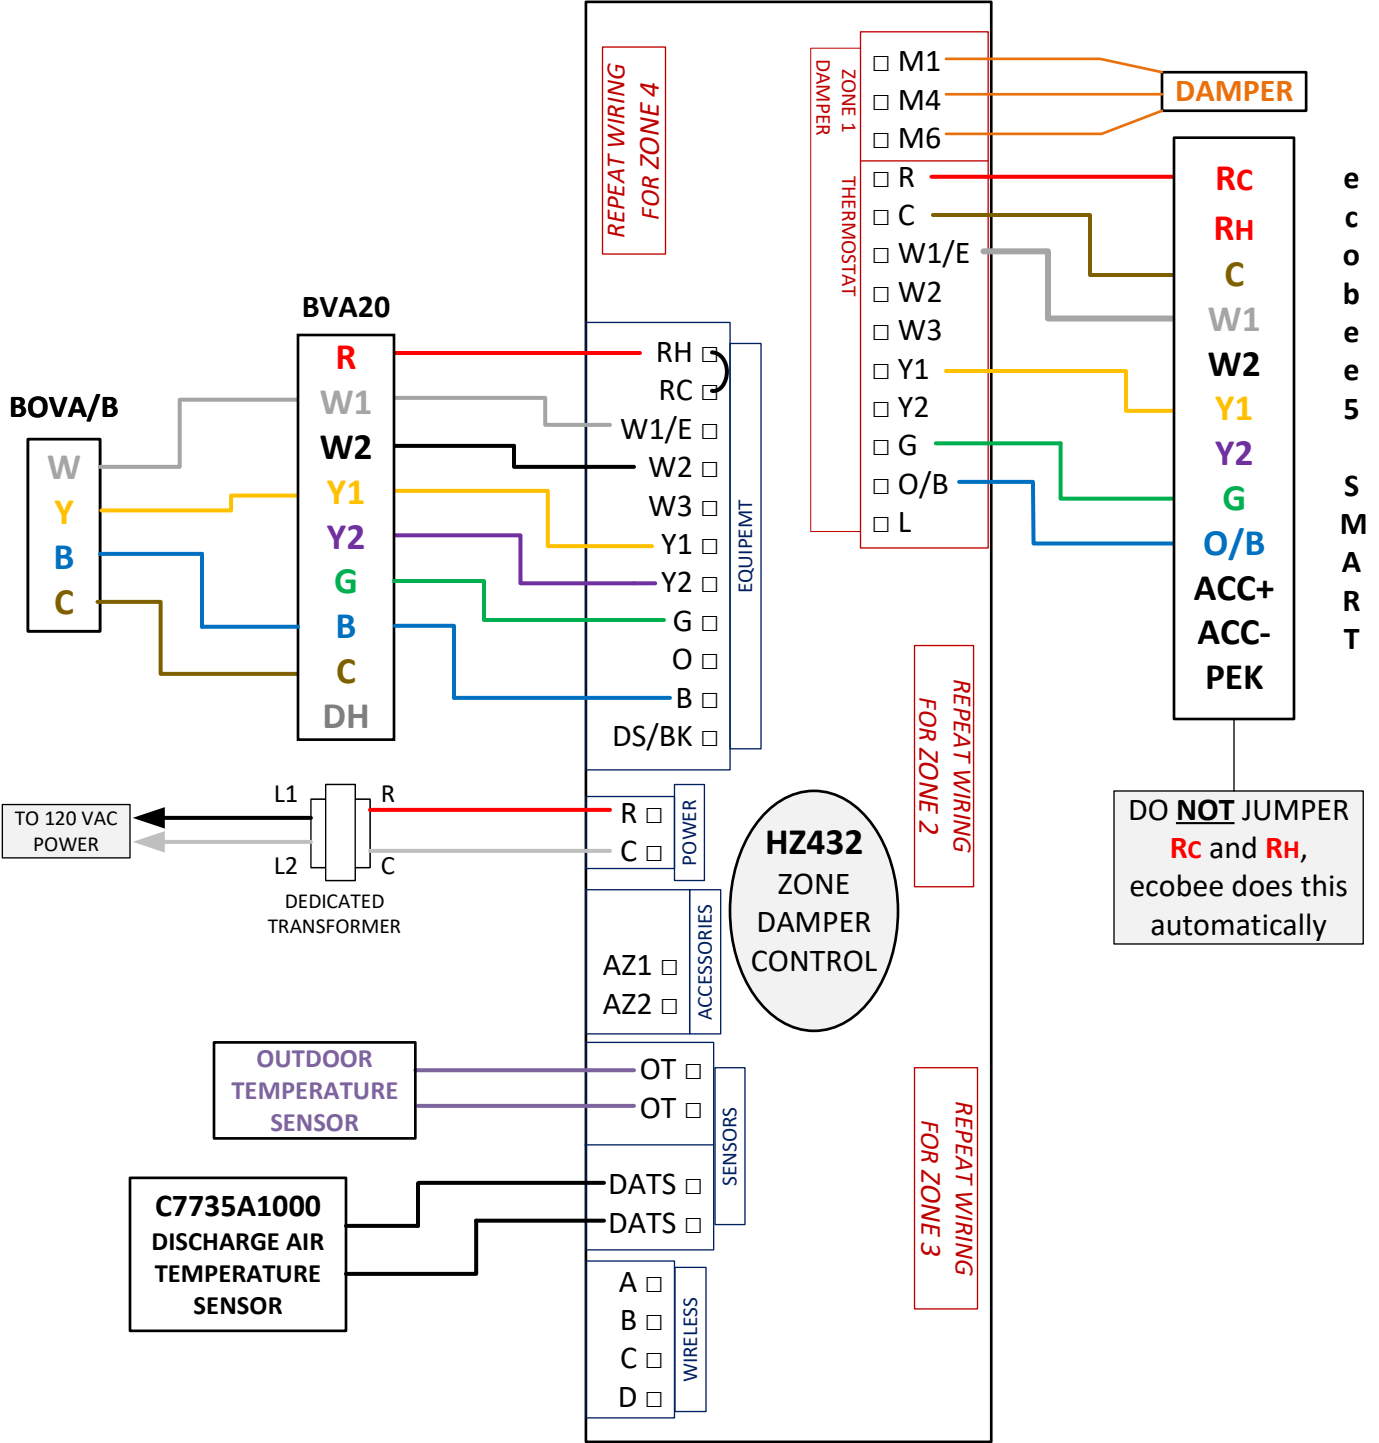 REPEAT WIRING
FOR ZONE 4
ZONE 1
DAMPER
M1
M4
M6
DAMPER
THERMOSTAT
R
C
W1/E
W2
W3
Y1
Y2
G
O/B
L
RC
RH
C
W1
W2
Y1
Y2
G
O/B
ACC+
ACC-
PEK
ecobee5 SMART
DO NOT JUMPER
RC and RH,
ecobee does this
automatically
BOVA/B
W
Y
B
C
BVA20
R
W1
W2
Y1
Y2
G
B
C
DH
RH
RC
W1/E
W2
W3
Y1
Y2
G
O
B
DS/BK
EQUIPEMT
REPEAT WIRING
FOR ZONE 2
TO 120 VAC
POWER
L1
L2
R
C
DEDICATED
TRANSFORMER
R
C
POWER
HZ432
ZONE
DAMPER
CONTROL
AZ1
AZ2
ACCESSORIES
OUTDOOR
TEMPERATURE
SENSOR
OT
OT
DATS
DATS
SENSORS
C7735A1000
DISCHARGE AIR
TEMPERATURE
SENSOR
REPEAT WIRING
FOR ZONE 3
A
B
C
D
WIRELESS